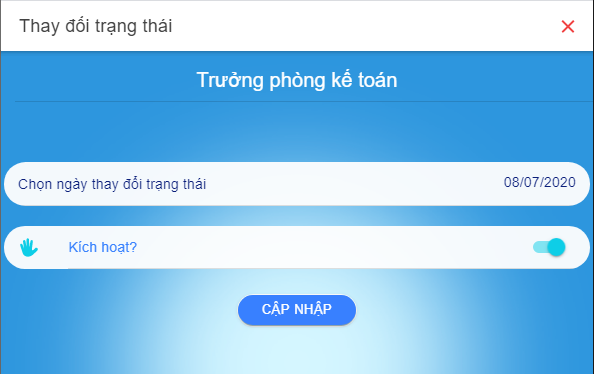 Thay đổi trạng thái
Trưởng phòng kế toán
Chọn ngày thay đổi trạng thái 08/07/2020
Kích hoạt?
CẬP NHẬP